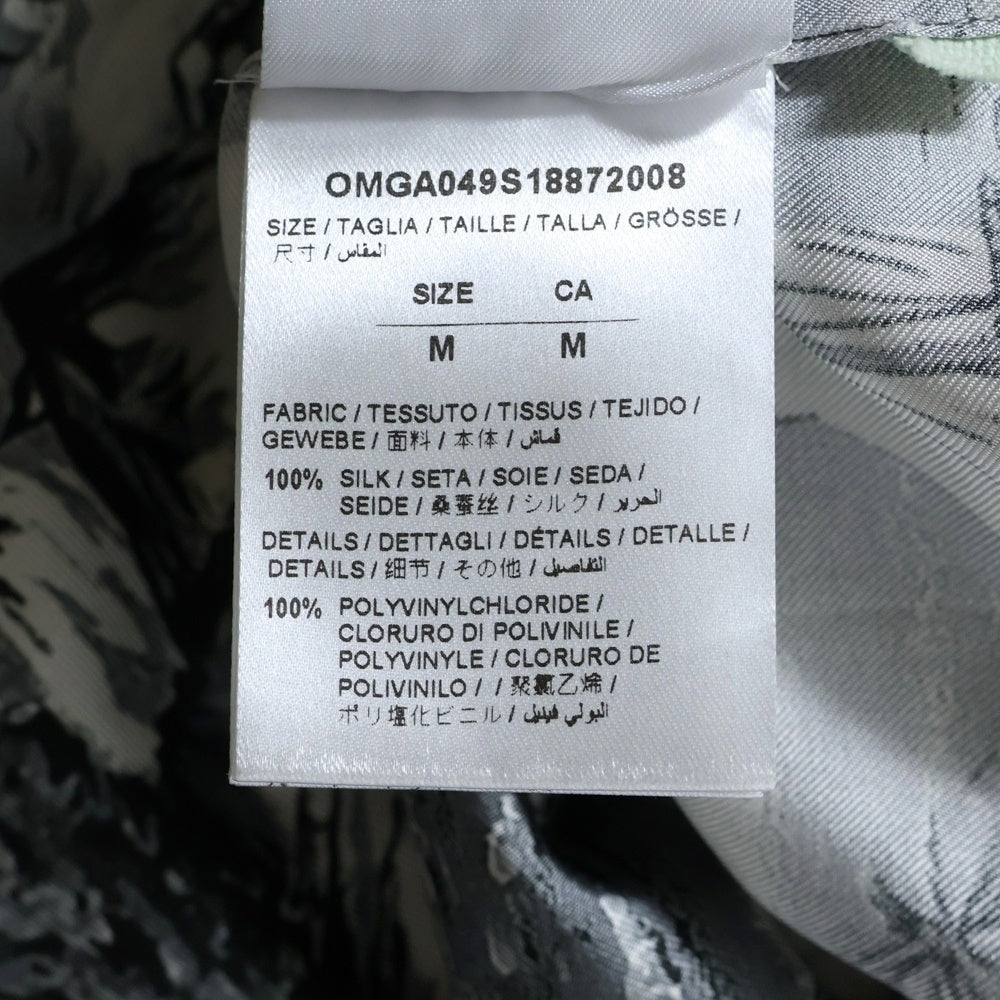 OMGA049S18872008
SIZE / TAGLIA / TAILLE / TALLA / GRÖSSE /
尺寸 / المقاس
SIZE CA
M M
FABRIC / TESSUTO / TISSUS / TEJIDO /
GEWEBE / 面料 / 本体 / قماش
100% SILK / SETA / SOIE / SEDA /
SEIDE / 桑蚕丝 / シルク / الحرير
DETAILS / DETTAGLI / DÉTAILS / DETALLE /
DETAILS / 细节 / その他 / التفاصيل
100% POLYVINYLCHLORIDE /
CLORURO DI POLIVINILE /
POLYVINYLE / CLORURO DE
POLIVINILO / / 聚氯乙烯 /
ポリ塩化ビニル / البولي فينيل